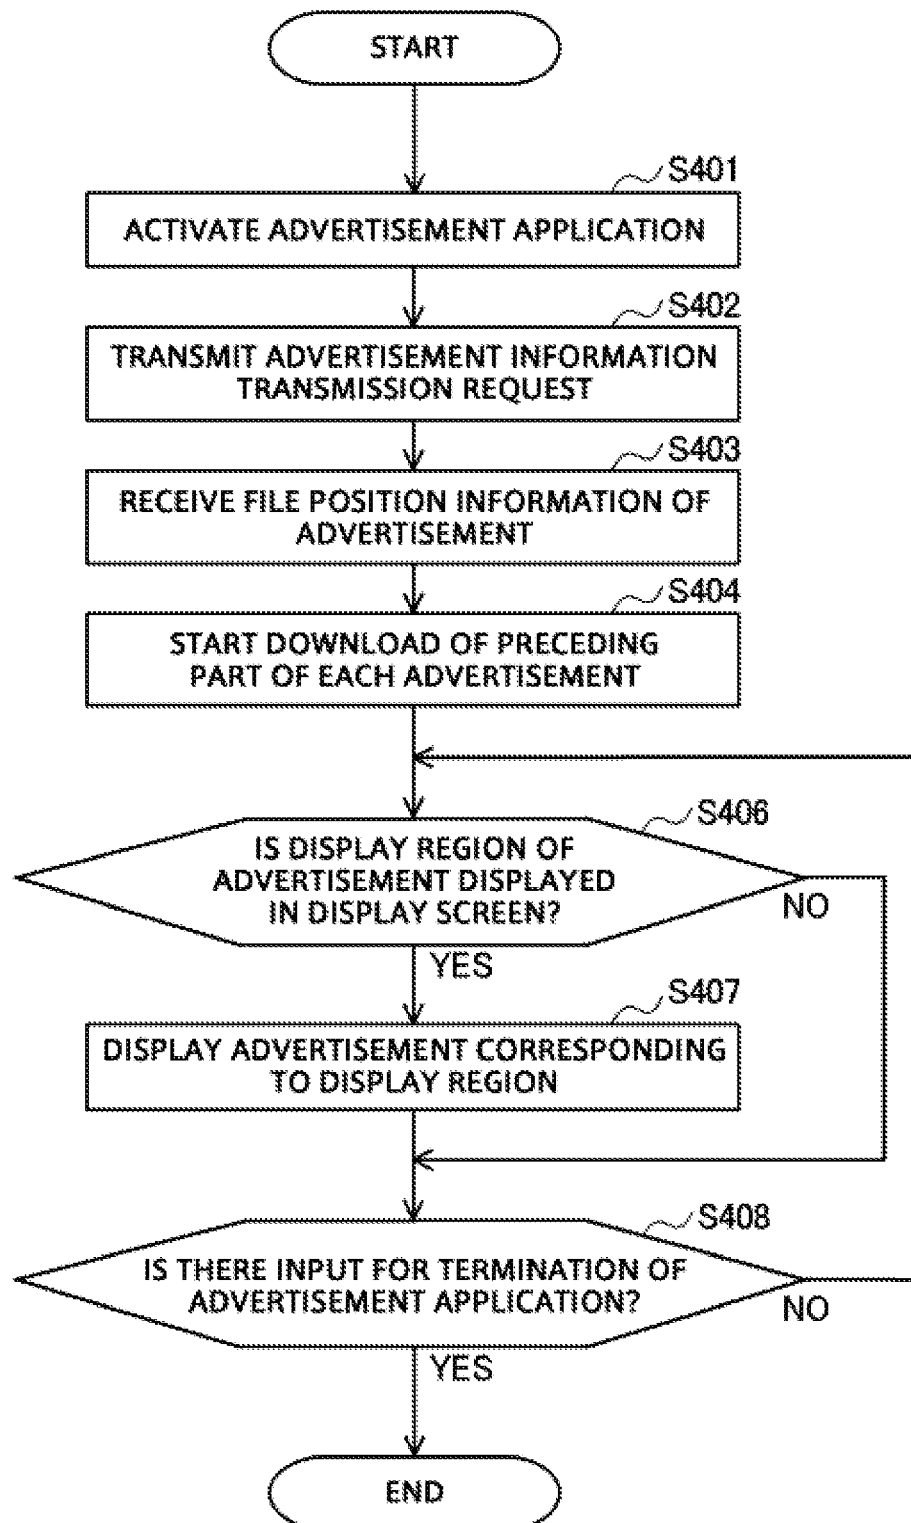 START
S401
ACTIVATE ADVERTISEMENT APPLICATION
S402
TRANSMIT ADVERTISEMENT INFORMATION
TRANSMISSION REQUEST
S403
RECEIVE FILE POSITION INFORMATION OF
ADVERTISEMENT
S404
START DOWNLOAD OF PRECEDING
PART OF EACH ADVERTISEMENT
S406
IS DISPLAY REGION OF
ADVERTISEMENT DISPLAYED
IN DISPLAY SCREEN?
NO
YES
S407
DISPLAY ADVERTISEMENT CORRESPONDING
TO DISPLAY REGION
S408
IS THERE INPUT FOR TERMINATION OF
ADVERTISEMENT APPLICATION?
NO
YES
END